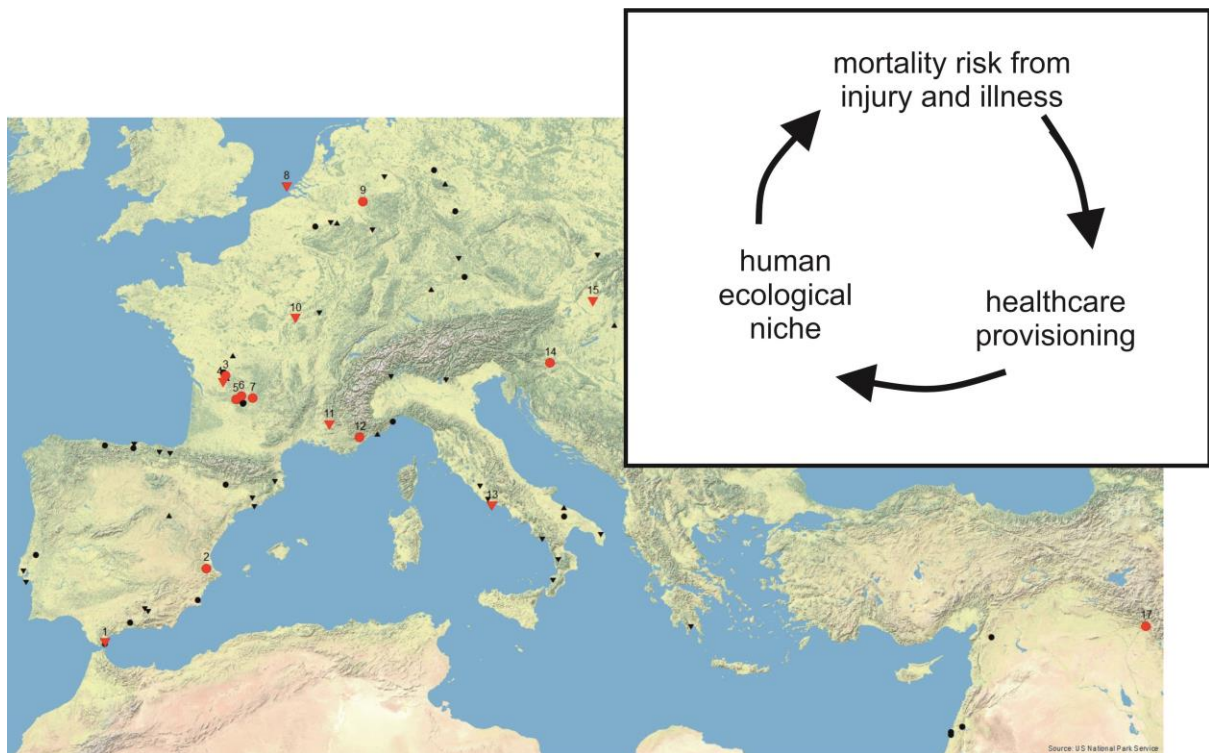 mortality risk from
injury and illness
human
ecological
niche
healthcare
provisioning
8
9
10
15
14
3
4
5 6 7
11
12
13
2
1
17
Source: US National Park Service